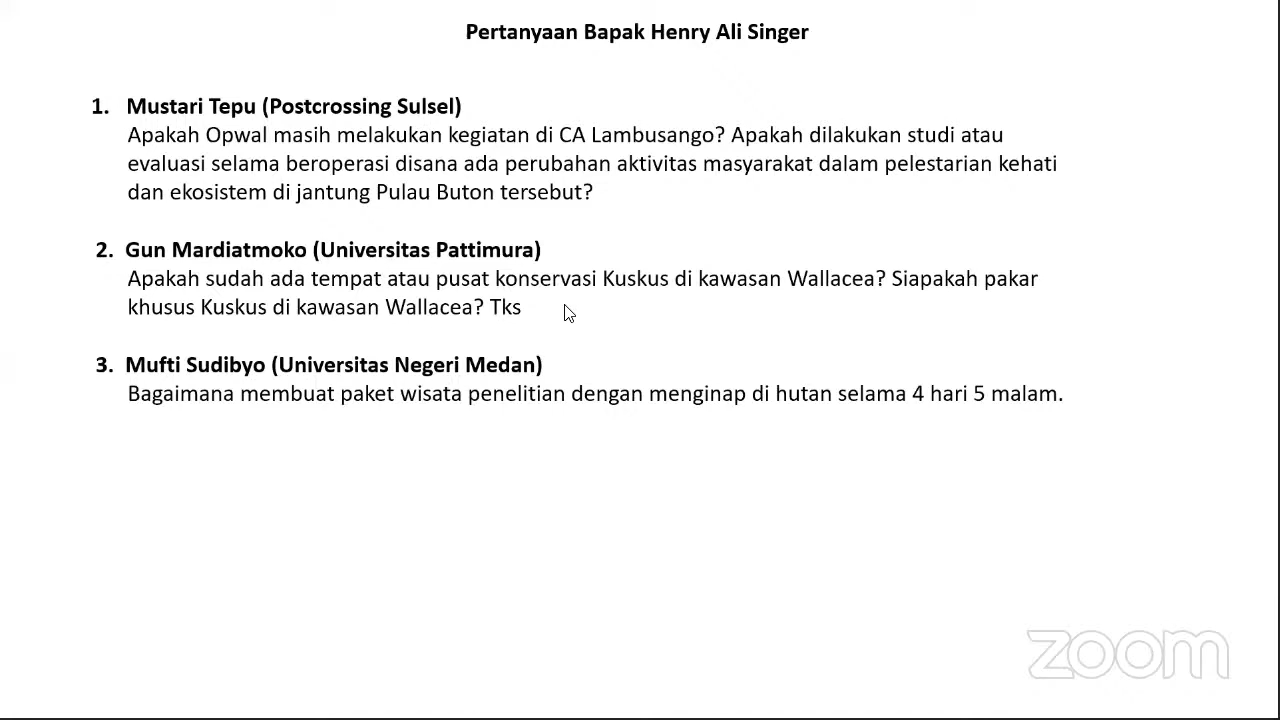 Pertanyaan Bapak Henry Ali Singer
1. Mustari Tepu (Postcrossing Sulsel)
Apakah Opwal masih melakukan kegiatan di CA Lambusango? Apakah dilakukan studi atau
evaluasi selama beroperasi disana ada perubahan aktivitas masyarakat dalam pelestarian kehati
dan ekosistem di jantung Pulau Buton tersebut?
2. Gun Mardiatmoko (Universitas Pattimura)
Apakah sudah ada tempat atau pusat konservasi Kuskus di kawasan Wallacea? Siapakah pakar
khusus Kuskus di kawasan Wallacea? Tks
3. Mufti Sudibyo (Universitas Negeri Medan)
Bagaimana membuat paket wisata penelitian dengan menginap di hutan selama 4 hari 5 malam.
zoom